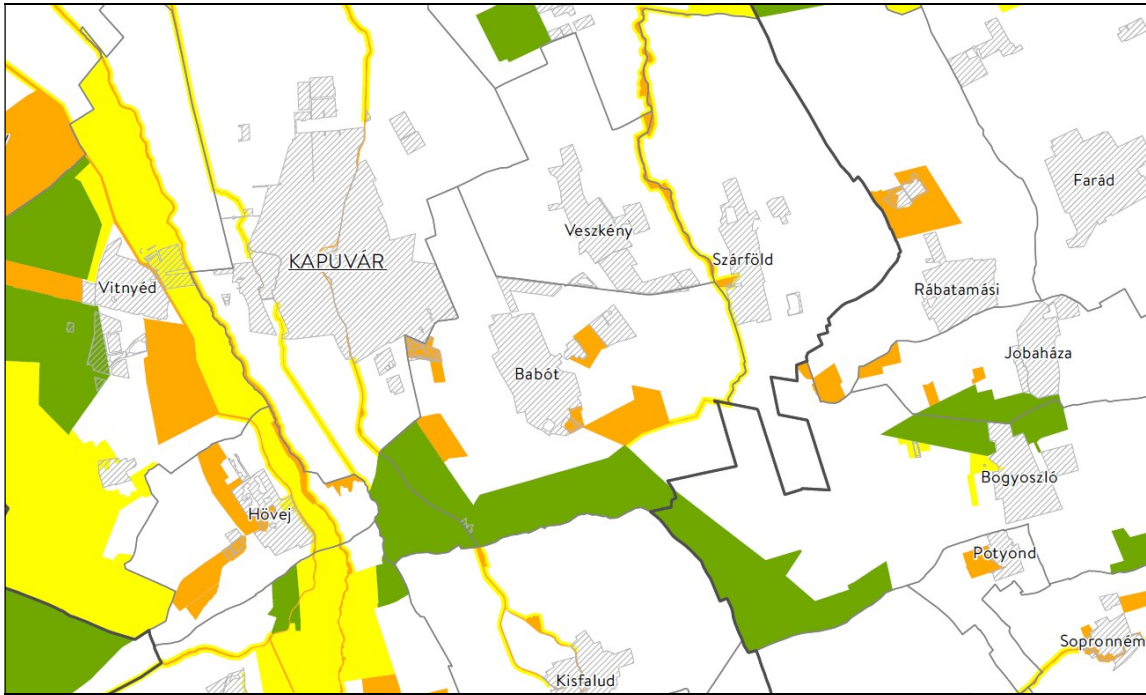 Farád
Veszkény
KAPUVÁR
Szárföld
Vitnyéd
Rábatamási
Jobaháza
Babót
Bogyoszló
Hövej
Potyond
Sopronném
Kisfalud